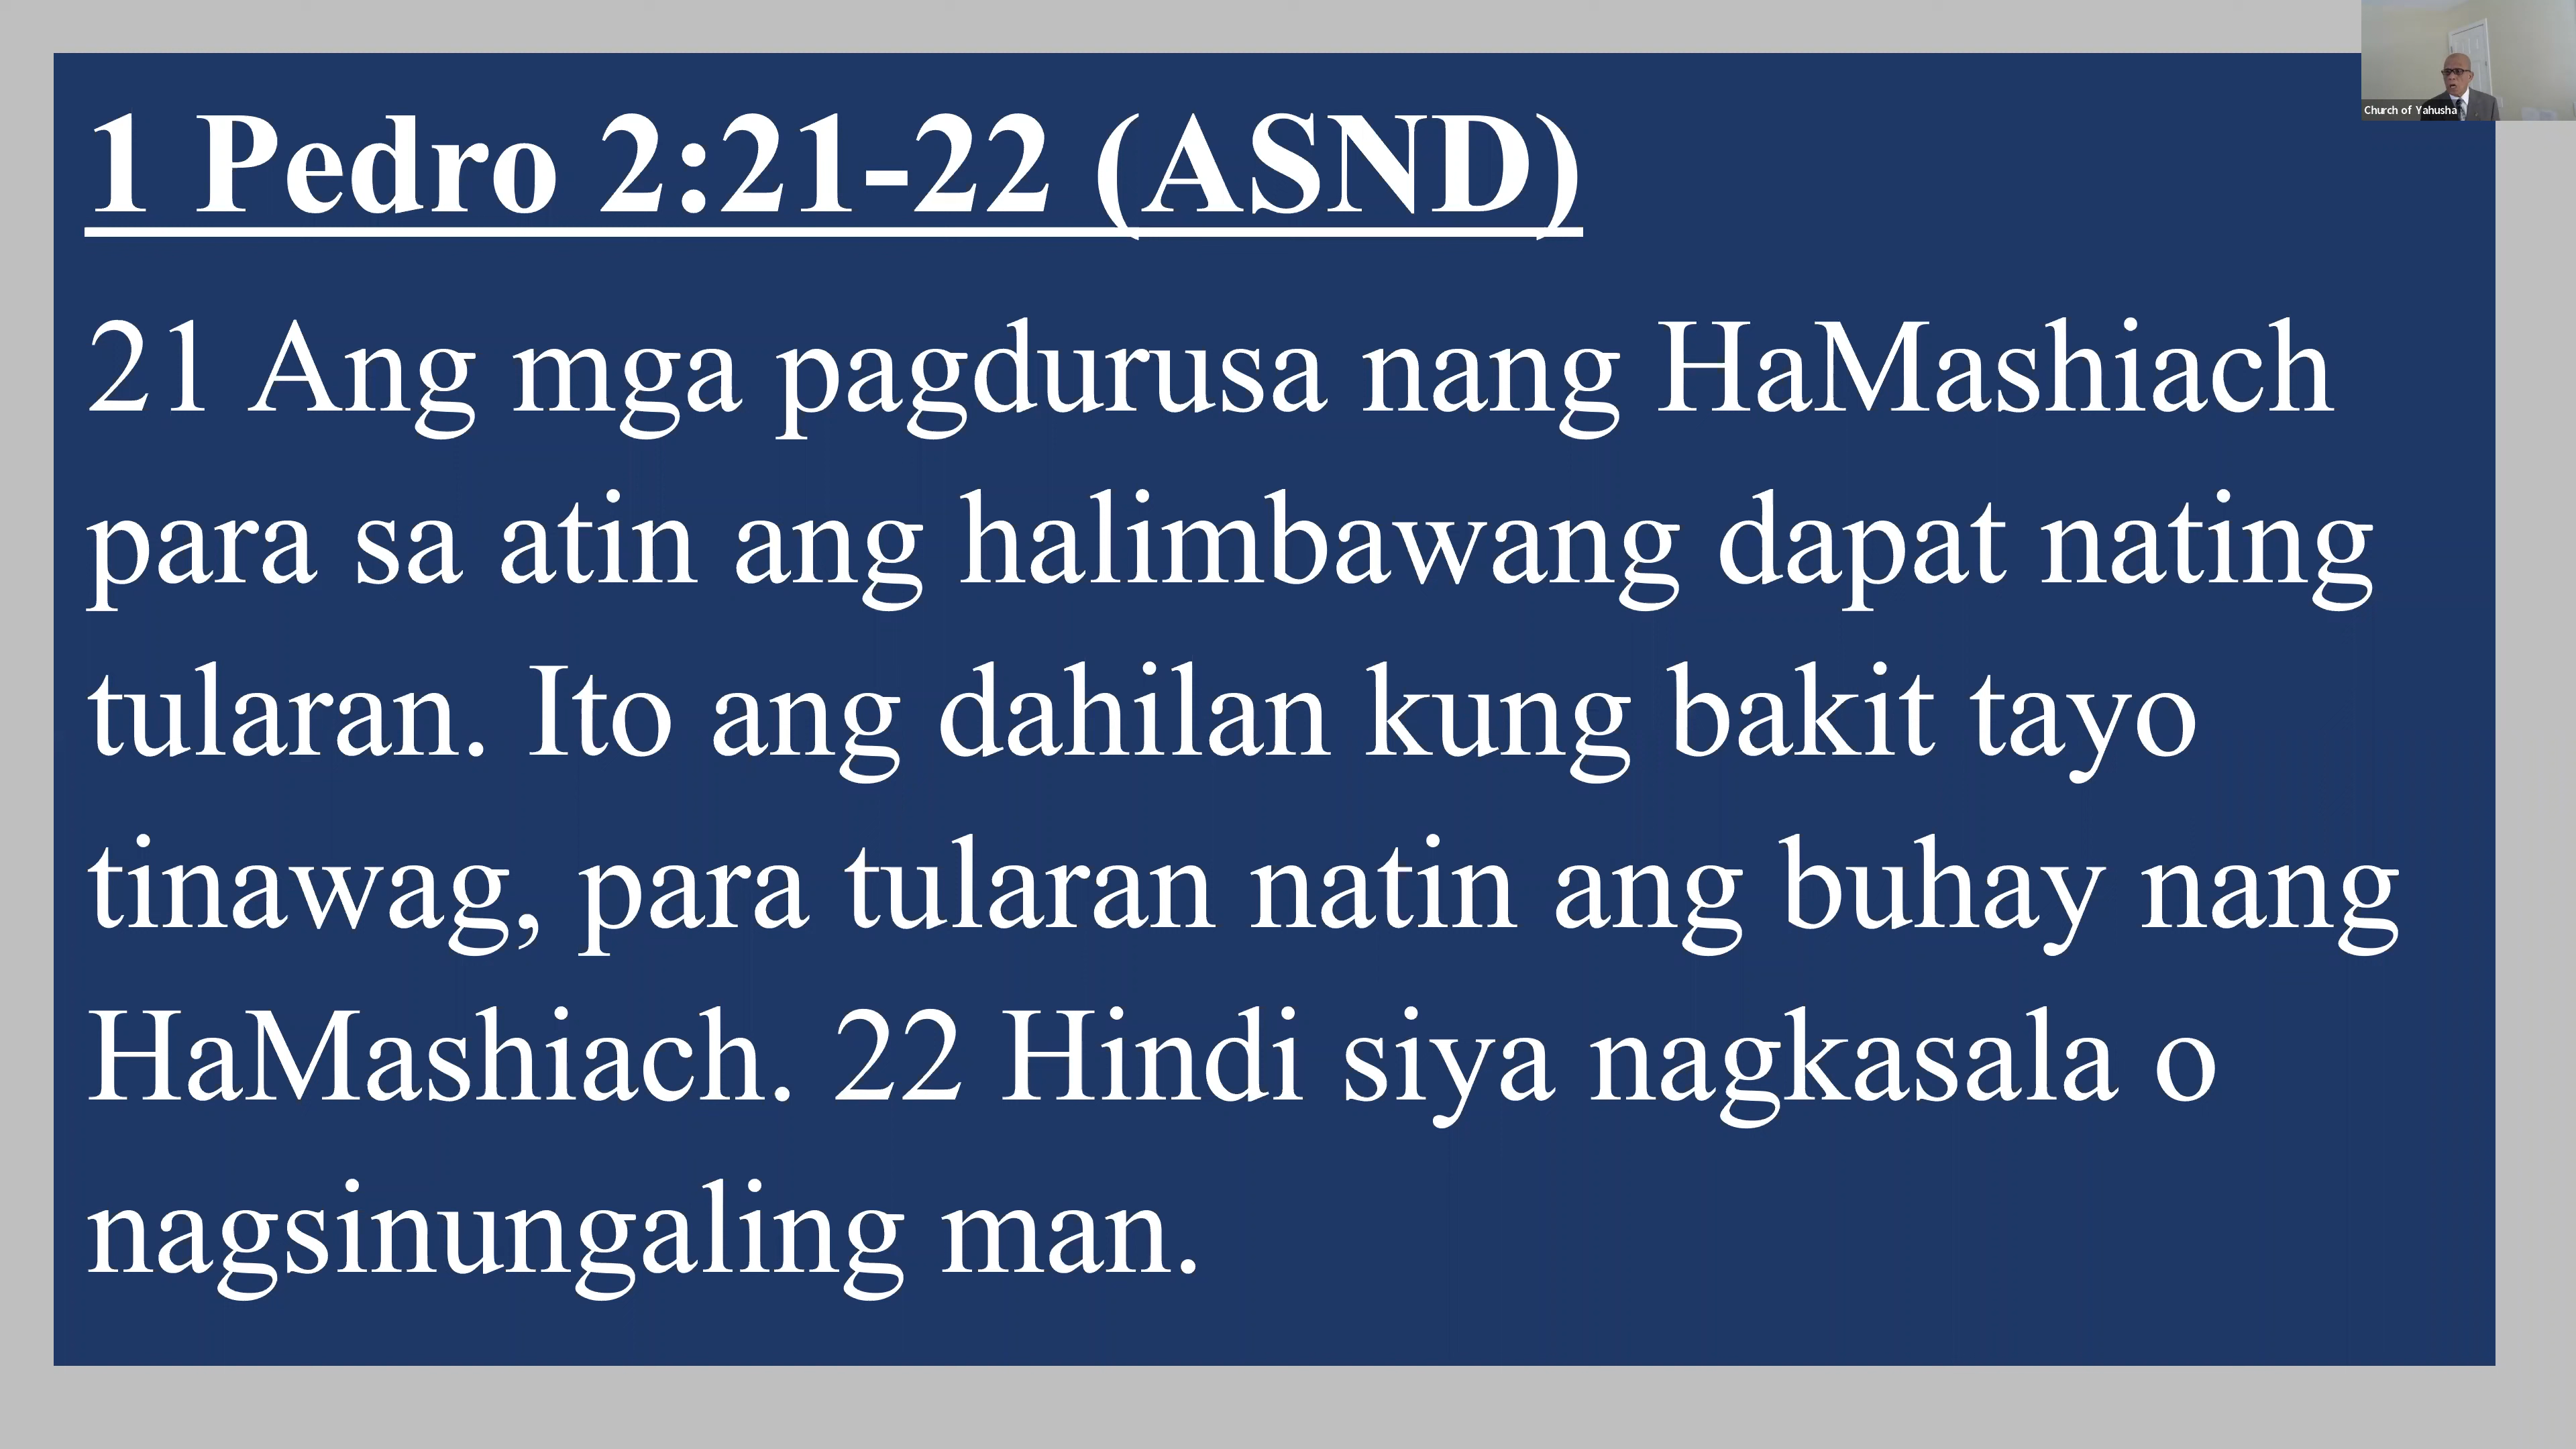 1 Pedro 2:21-22 (ASND)
21 Ang mga pagdurusa nang HaMashiach
para sa atin ang halimbawang dapat nating
tularan. Ito ang dahilan kung bakit tayo
tinawag, para tularan natin ang buhay nang
HaMashiach. 22 Hindi siya nagkasala o
nagsinungaling man.
Church of Yahusha